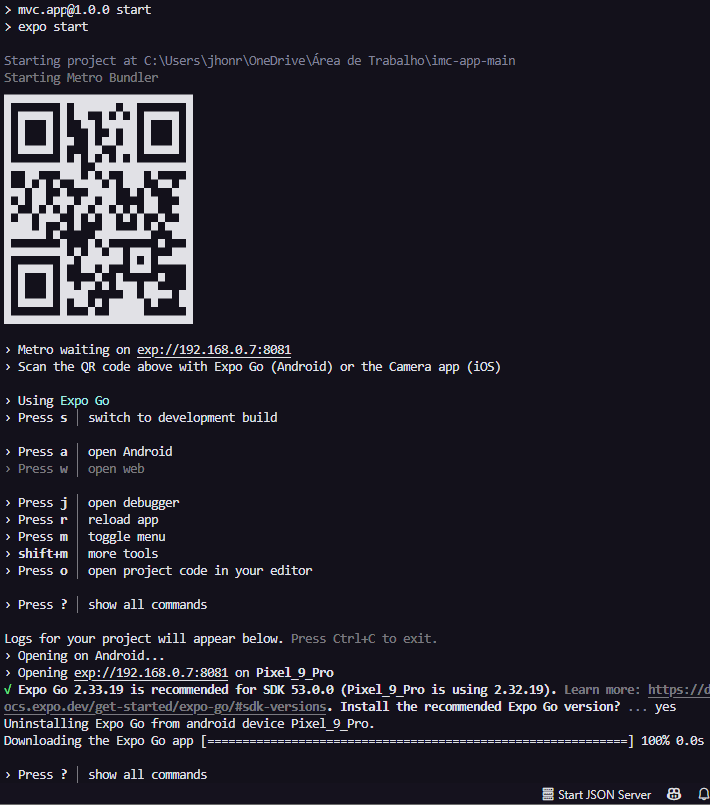 > mvc.app@1.0.0 start
> expo start
Starting project at C:\Users\jhonr\OneDrive\Área de Trabalho\imc-app-main
Starting Metro Bundler
› Metro waiting on exp://192.168.0.7:8081
› Scan the QR code above with Expo Go (Android) or the Camera app (iOS)
› Using Expo Go
› Press s │ switch to development build
› Press a │ open Android
› Press w │ open web
› Press j │ open debugger
› Press r │ reload app
› Press m │ toggle menu
› shift+m │ more tools
› Press o │ open project code in your editor
› Press ? │ show all commands
Logs for your project will appear below. Press Ctrl+C to exit.
› Opening on Android...
› Opening exp://192.168.0.7:8081 on Pixel_9_Pro
√ Expo Go 2.33.19 is recommended for SDK 53.0.0 (Pixel_9_Pro is using 2.32.19). Learn more: https://d
ocs.expo.dev/get-started/expo-go/#sdk-versions. Install the recommended Expo Go version? ... yes
Uninstalling Expo Go from android device Pixel_9_Pro.
Downloading the Expo Go app [============================================================] 100% 0.0s
› Press ? │ show all commands
Start JSON Server